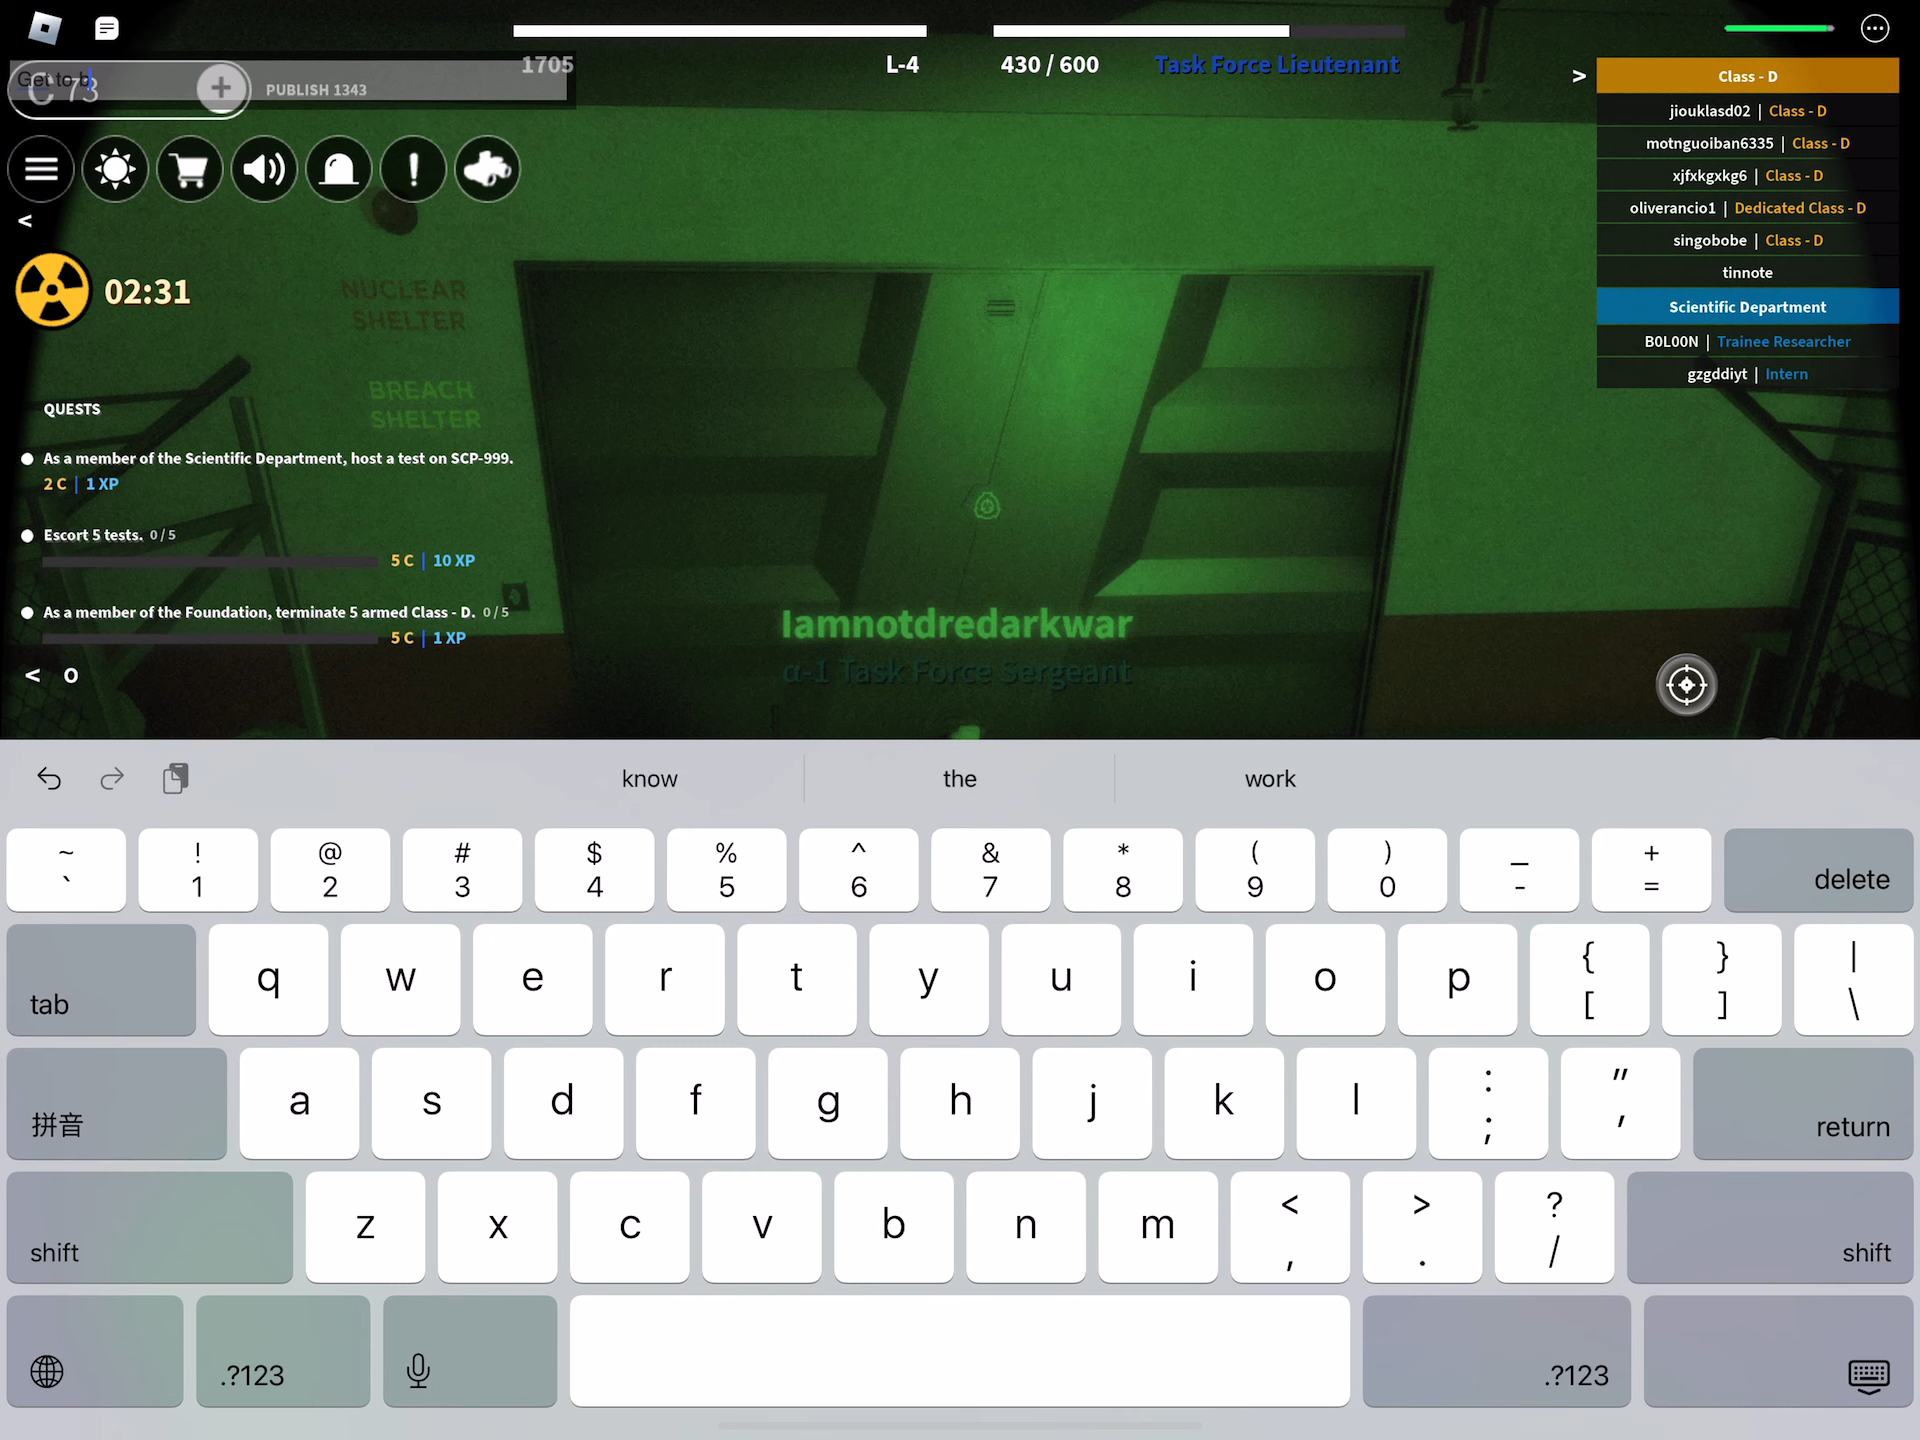 1705
L-4
430 / 600
Task Force Lieutenant
Get to b
C 73
+
PUBLISH 1343
>
Class - D
jiouklasd02 | Class - D
motnguoiban6335 | Class - D
xjfxkgxkg6 | Class - D
oliverancio1 | Dedicated Class - D
singobobe | Class - D
tinnote
Scientific Department
B0L00N | Trainee Researcher
gzgddiyt | Intern
<
02:31
NUCLEAR
SHELTER
BREACH
SHELTER
QUESTS
As a member of the Scientific Department, host a test on SCP-999.
2 C | 1 XP
Escort 5 tests. 0 / 5
5 C | 10 XP
As a member of the Foundation, terminate 5 armed Class - D. 0 / 5
5 C | 1 XP
< O
Iamnotdredarkwar
α-1 Task Force Sergeant
know the work
~ ! @ # $ % ^ & * ( ) _ +
` 1 2 3 4 5 6 7 8 9 0 - = delete
tab q w e r t y u i o p { [ } ] | \
拼音 a s d f g h j k l : ; " ' return
shift z x c v b n m < , > . ? / shift
.?123 .?123